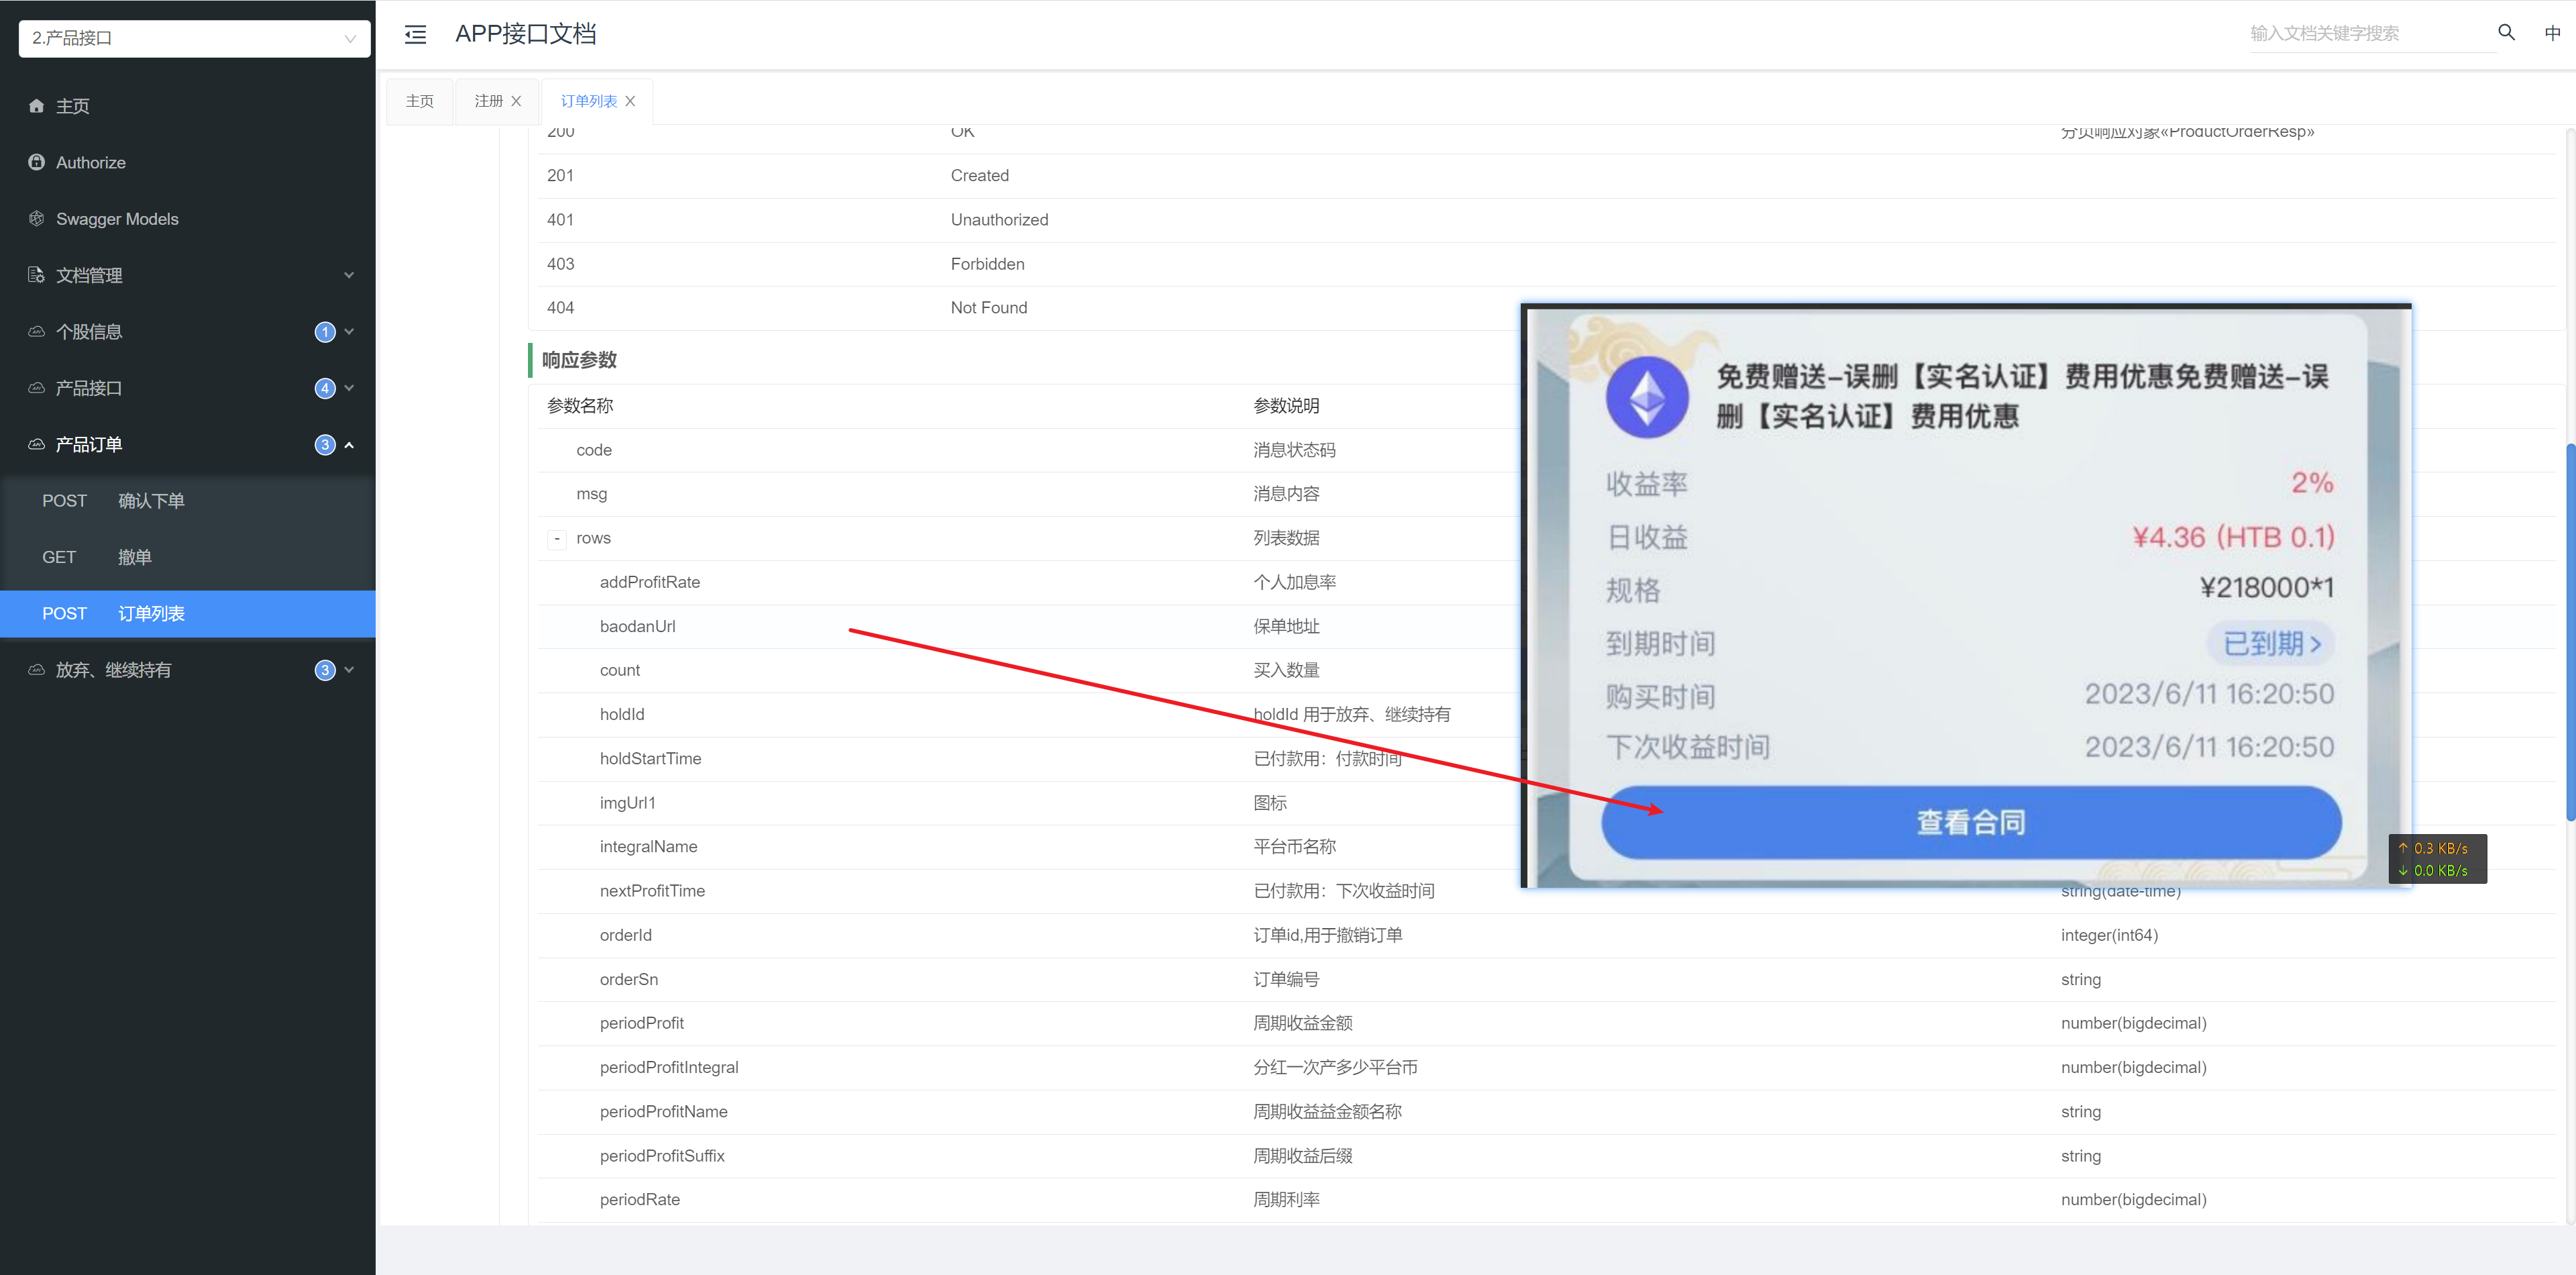 2.产品接口
APP接口文档
输入文档关键字搜索
中
主页
Authorize
Swagger Models
文档管理
个股信息
1
产品接口
4
产品订单
3
POST 确认下单
GET 撤单
POST 订单列表
放弃、继续持有
3
主页
注册
订单列表
200 OK 分页响应对象«ProductOrderResp»
201 Created
401 Unauthorized
403 Forbidden
404 Not Found
响应参数
参数名称 参数说明
code 消息状态码
msg 消息内容
- rows 列表数据
addProfitRate 个人加息率
baodanUrl 保单地址
count 买入数量
holdId holdId 用于放弃、继续持有
holdStartTime 已付款用：付款时间
imgUrl1 图标
integralName 平台币名称
nextProfitTime 已付款用：下次收益时间 string(date-time)
orderId 订单id,用于撤销订单 integer(int64)
orderSn 订单编号 string
periodProfit 周期收益金额 number(bigdecimal)
periodProfitIntegral 分红一次产多少平台币 number(bigdecimal)
periodProfitName 周期收益益金额名称 string
periodProfitSuffix 周期收益后缀 string
periodRate 周期利率 number(bigdecimal)
免费赠送–误删【实名认证】费用优惠免费赠送–误
删【实名认证】费用优惠
收益率 2%
日收益 ¥4.36 (HTB 0.1)
规格 ¥218000*1
到期时间 已到期 >
购买时间 2023/6/11 16:20:50
下次收益时间 2023/6/11 16:20:50
查看合同
↑ 0.3 KB/s
↓ 0.0 KB/s